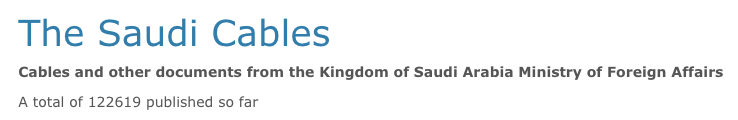 The Saudi Cables
Cables and other documents from the Kingdom of Saudi Arabia Ministry of Foreign Affairs
A total of 122619 published so far